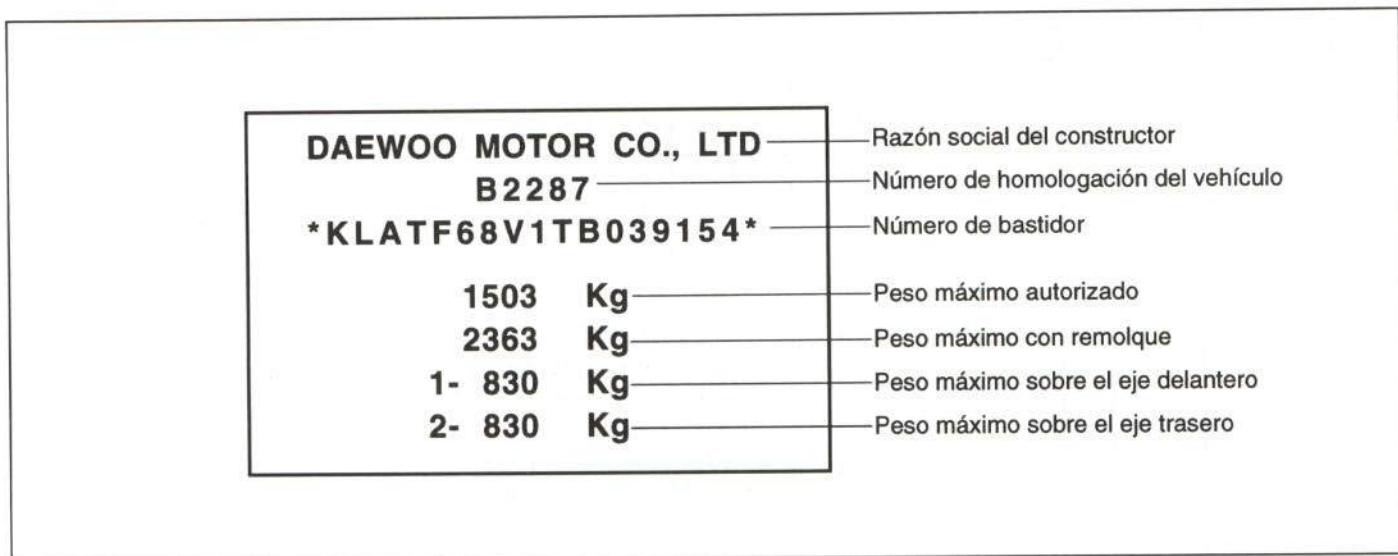 DAEWOO MOTOR CO., LTD Razón social del constructor
B2287 Número de homologación del vehículo
*KLATF68V1TB039154* Número de bastidor
1503 Kg Peso máximo autorizado
2363 Kg Peso máximo con remolque
1- 830 Kg Peso máximo sobre el eje delantero
2- 830 Kg Peso máximo sobre el eje trasero